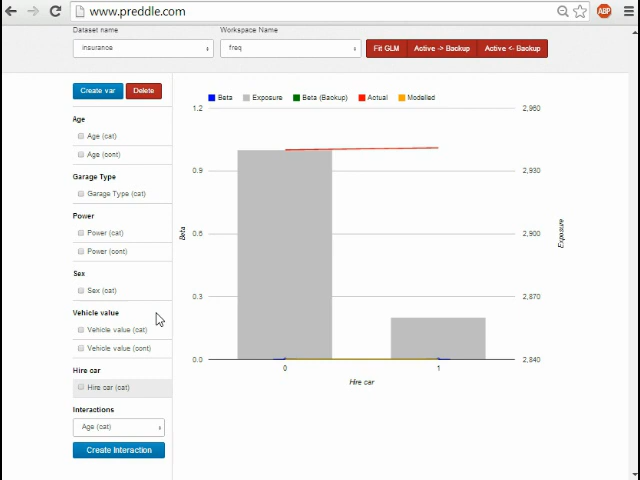 www.preddle.com
ABP
Dataset name
Workspace Name
insurance
freq
Fit GLM
Active -> Backup
Active <- Backup
Create var
Delete
Age
Age (cat)
Age (cont)
Garage Type
Garage Type (cat)
Power
Power (cat)
Power (cont)
Sex
Sex (cat)
Vehicle value
Vehicle value (cat)
Vehicle value (cont)
Hire car
Hire car (cat)
Interactions
Age (cat)
Create Interaction
Beta
Exposure
Beta (Backup)
Actual
Modelled
1.2
0.9
0.6
0.3
0.0
Beta
2,960
2,930
2,900
2,870
2,840
Exposure
0
1
Hire car